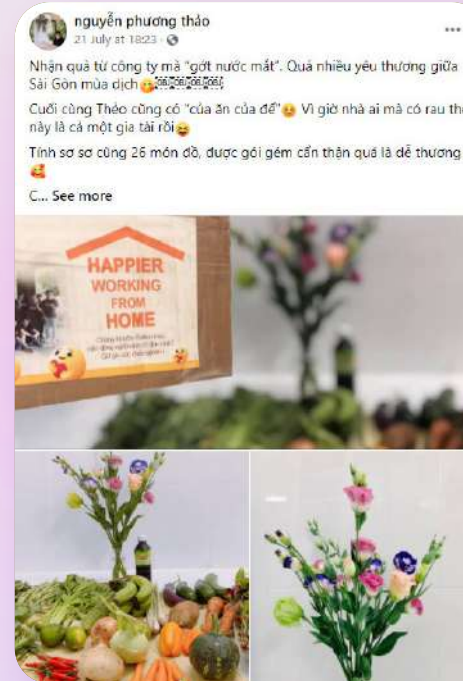 nguyễn phương thảo
21 July at 18:23
Nhận quà từ công ty mà "gớt nước mắt". Quá nhiều yêu thương giữa
Sài Gòn mùa dịch
Cuối cùng Théo cũng có "của ăn của để" Vì giờ nhà ai mà có rau
này là cả một gia tài rồi
Tính sơ sơ cũng 26 món đồ, được gói gém cẩn thận quá là dễ thương
C... See more
HAPPIER
WORKING
FROM
HOME